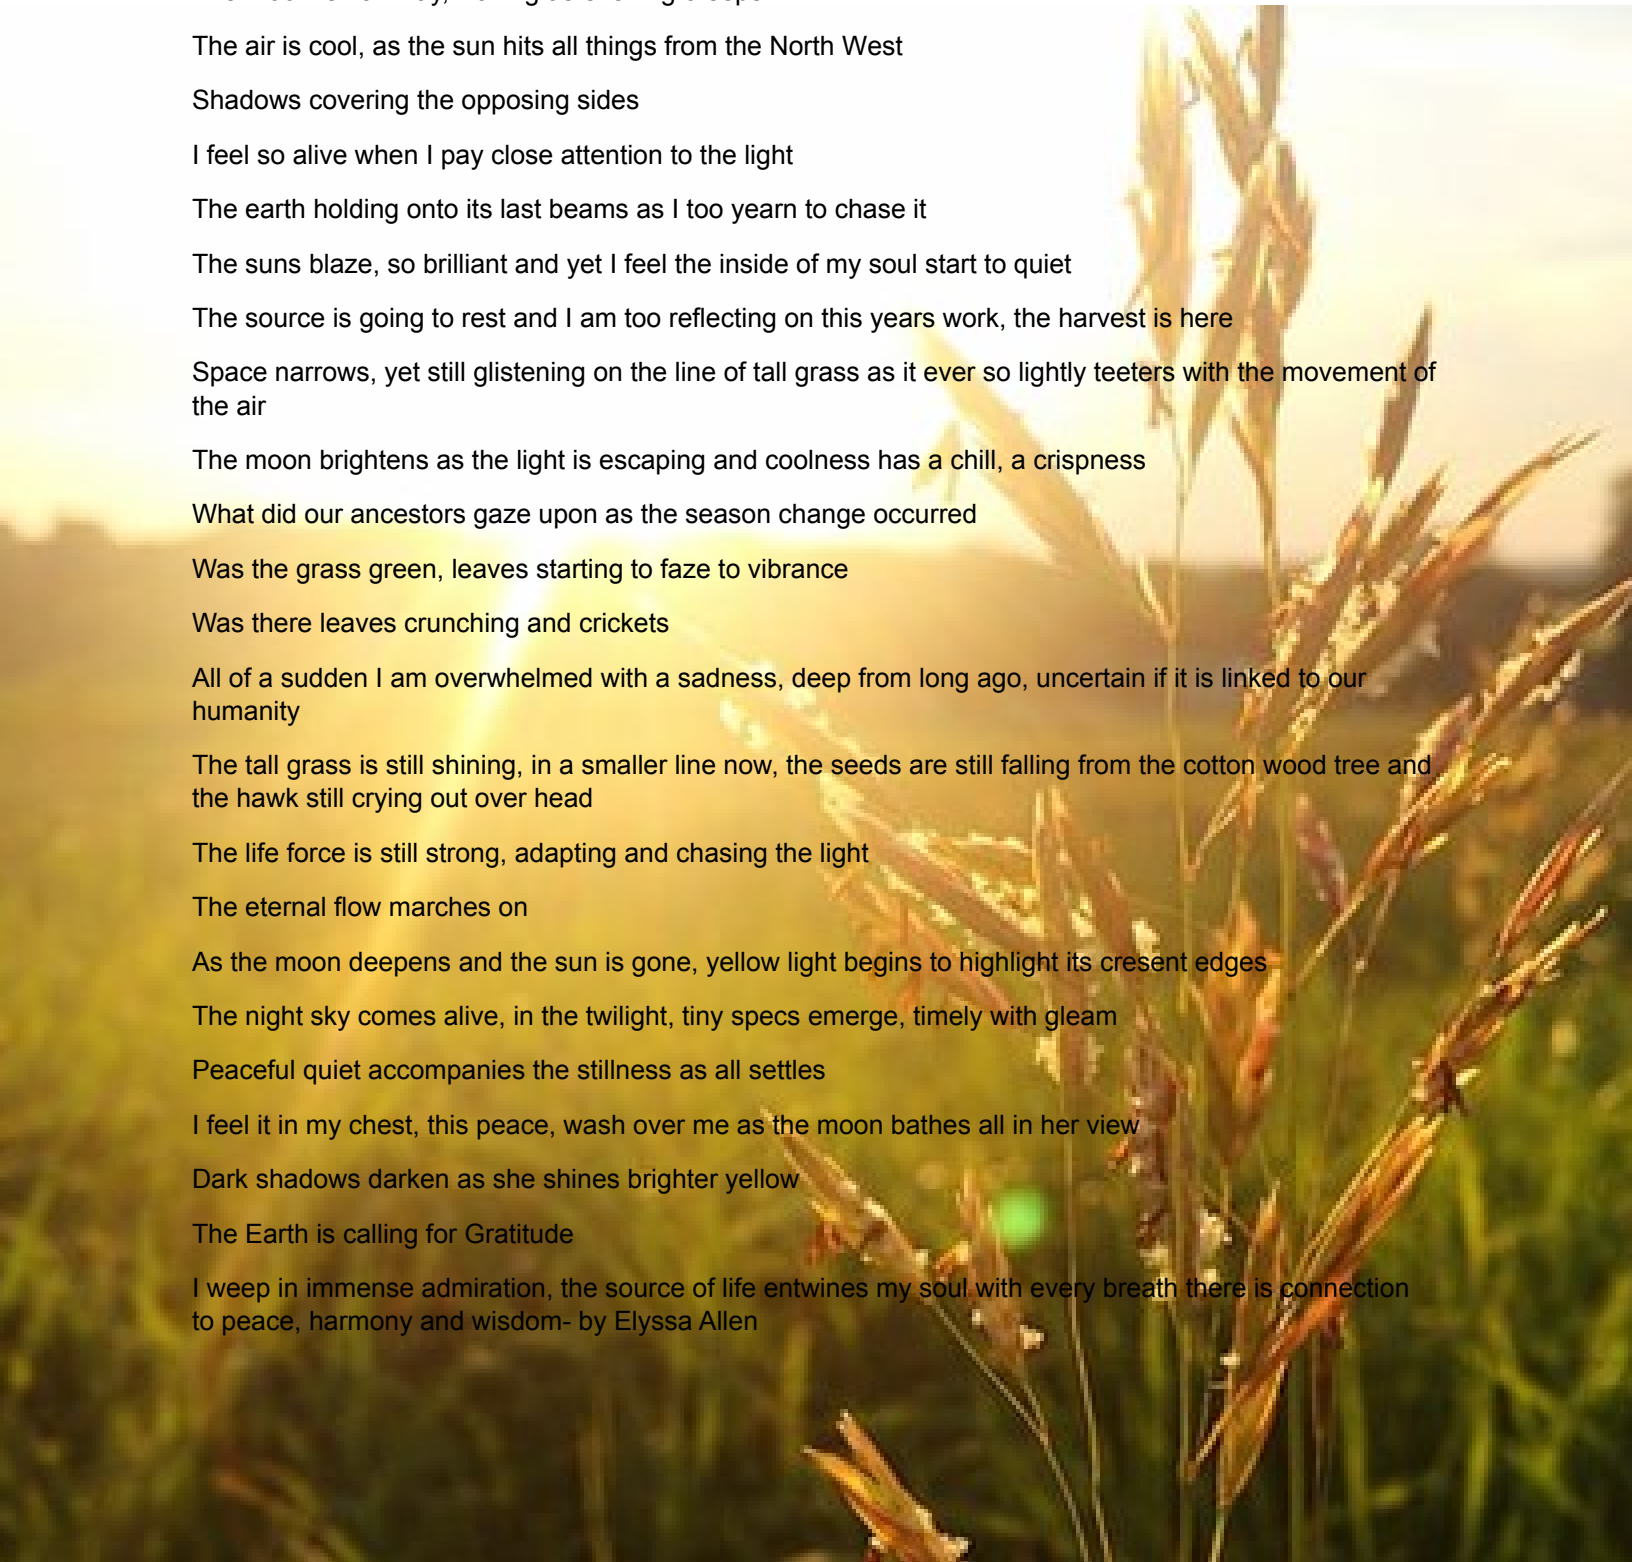 The air is cool, as the sun hits all things from the North West
Shadows covering the opposing sides
I feel so alive when I pay close attention to the light
The earth holding onto its last beams as I too yearn to chase it
The suns blaze, so brilliant and yet I feel the inside of my soul start to quiet
The source is going to rest and I am too reflecting on this years work, the harvest is here
Space narrows, yet still glistening on the line of tall grass as it ever so lightly teeters with the movement of
the air
The moon brightens as the light is escaping and coolness has a chill, a crispness
What did our ancestors gaze upon as the season change occurred
Was the grass green, leaves starting to faze to vibrance
Was there leaves crunching and crickets
All of a sudden I am overwhelmed with a sadness, deep from long ago, uncertain if it is linked to our
humanity
The tall grass is still shining, in a smaller line now, the seeds are still falling from the cotton wood tree and
the hawk still crying out over head
The life force is still strong, adapting and chasing the light
The eternal flow marches on
As the moon deepens and the sun is gone, yellow light begins to highlight its cresent edges
The night sky comes alive, in the twilight, tiny specs emerge, timely with gleam
Peaceful quiet accompanies the stillness as all settles
I feel it in my chest, this peace, wash over me as the moon bathes all in her view
Dark shadows darken as she shines brighter yellow
The Earth is calling for Gratitude
I weep in immense admiration, the source of life entwines my soul with every breath there is connection
to peace, harmony and wisdom- by Elyssa Allen